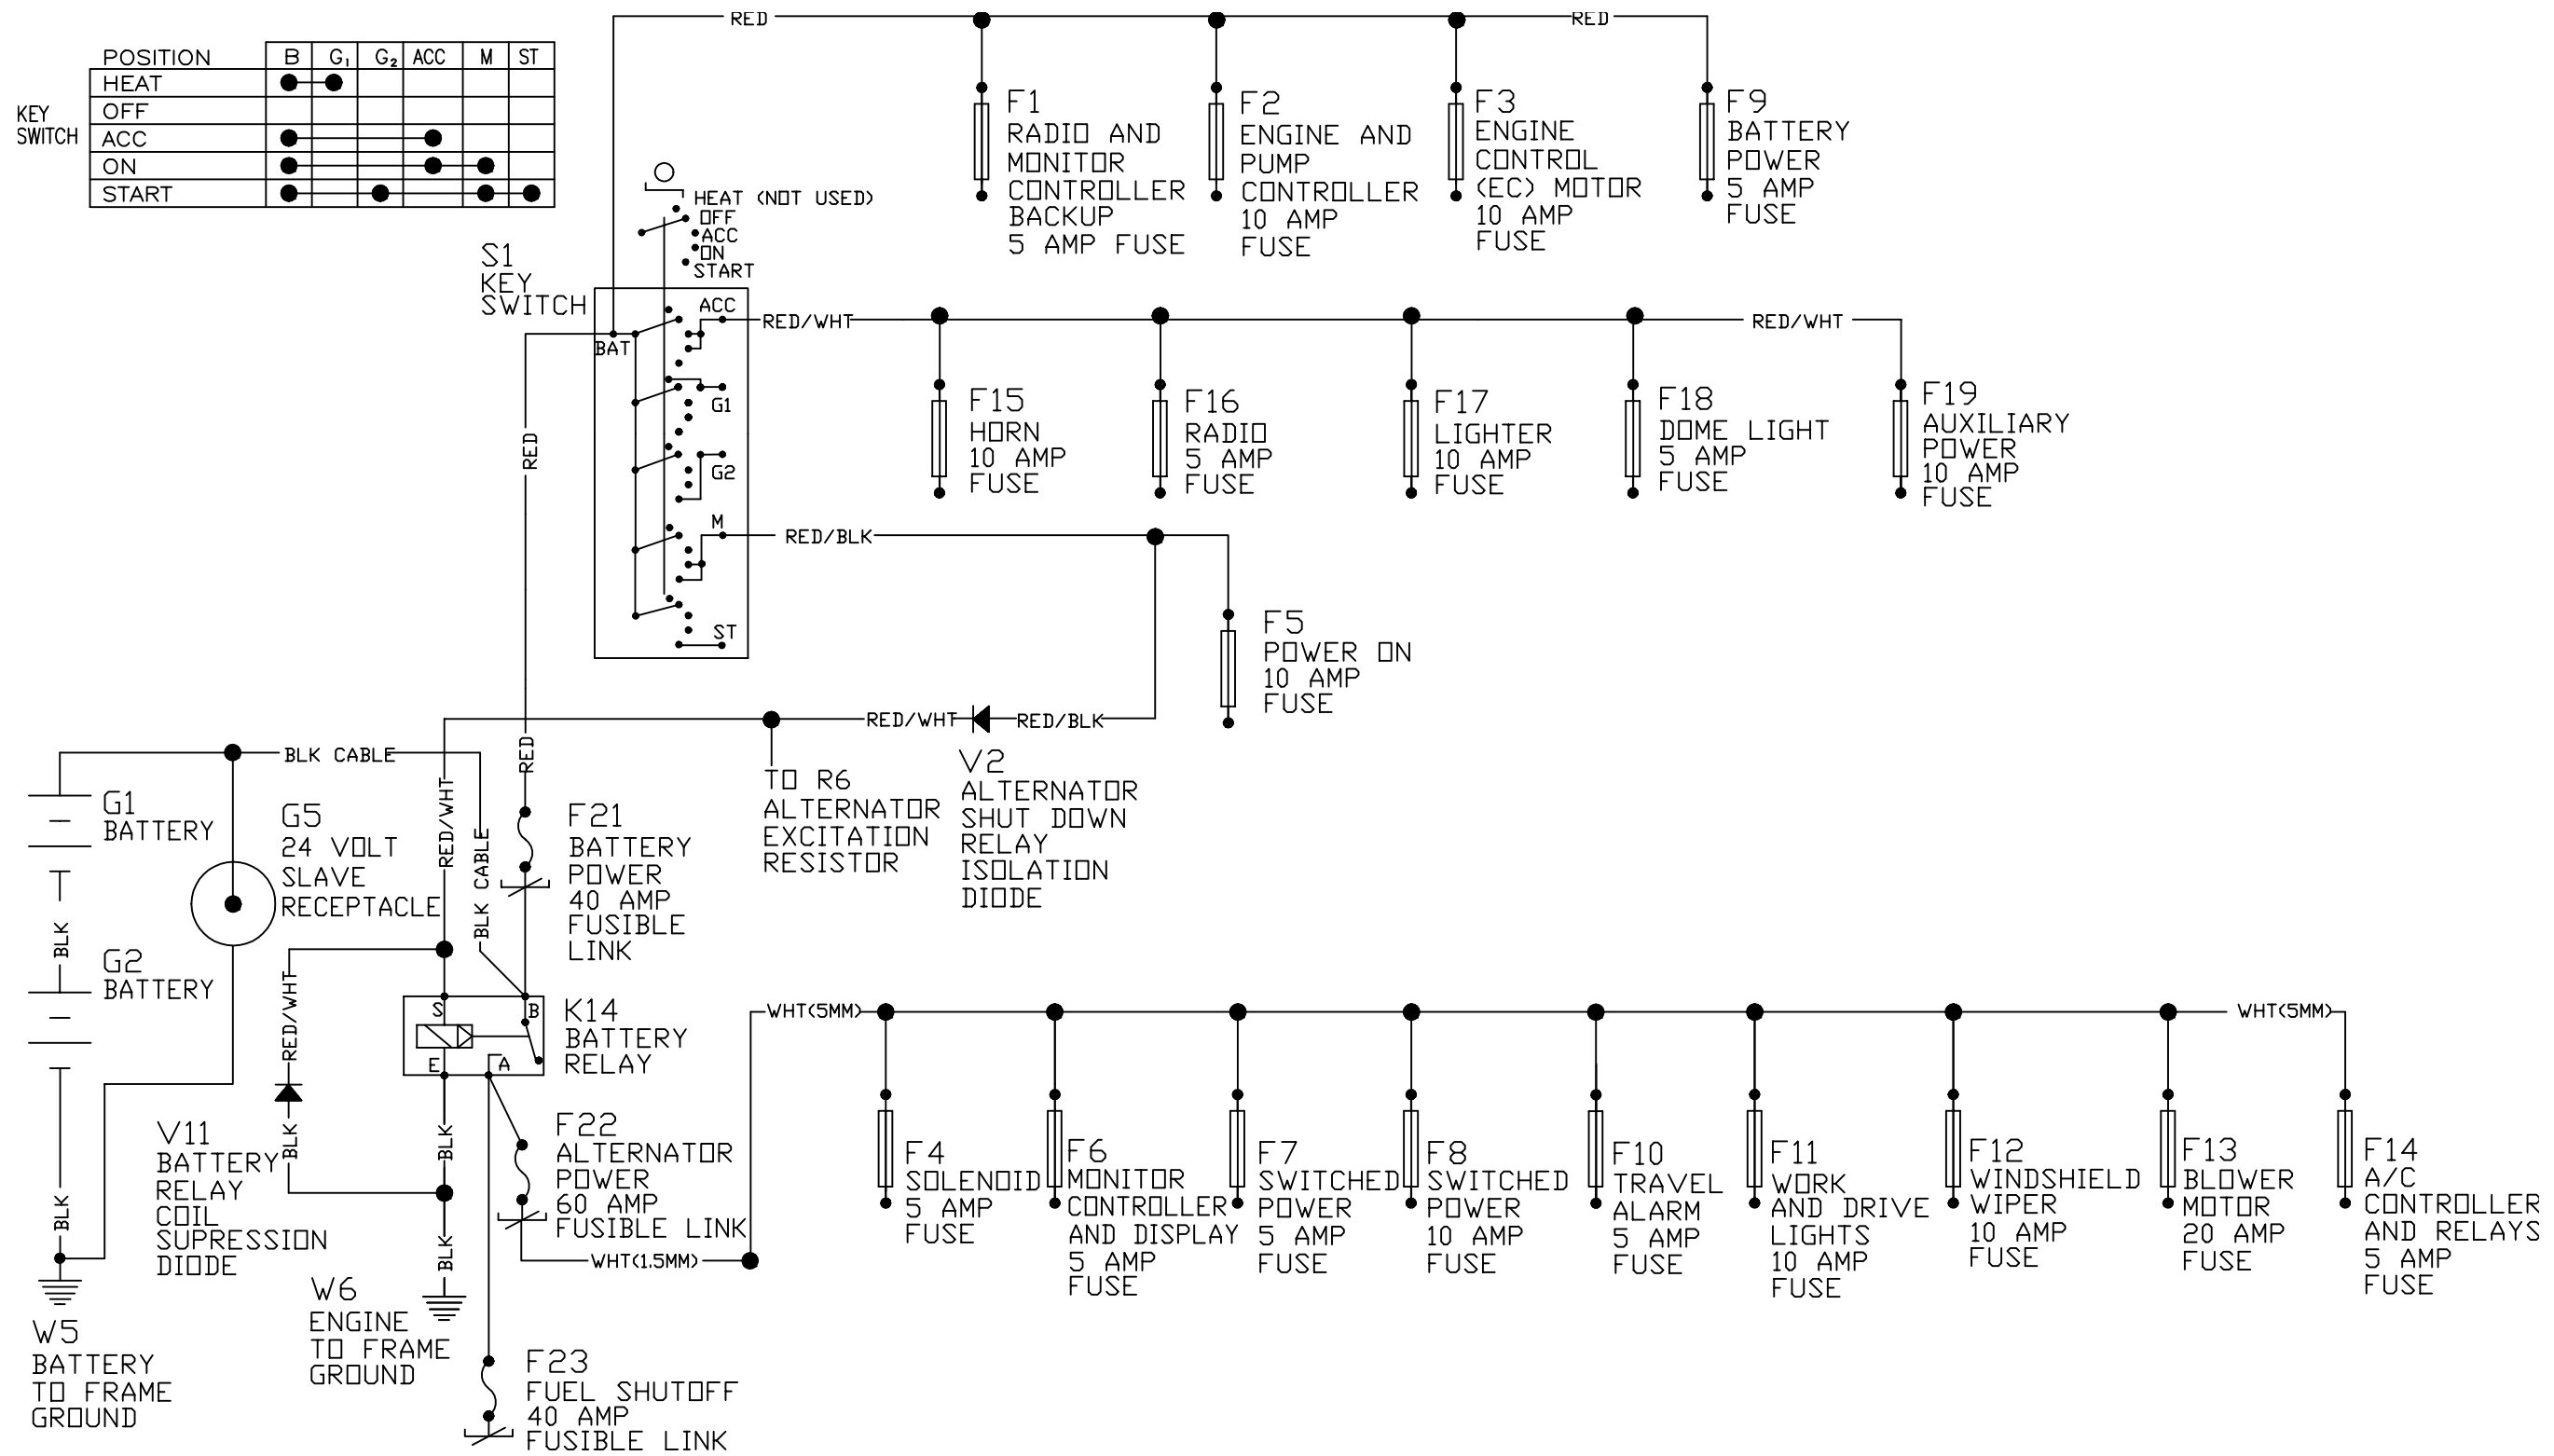 RED
RED
POSITION B G₁ G₂ ACC M ST
HEAT
OFF
ACC
ON
START
KEY
SWITCH
F1
RADIO AND
MONITOR
CONTROLLER
BACKUP
5 AMP FUSE
F2
ENGINE AND
PUMP
CONTROLLER
10 AMP
FUSE
F3
ENGINE
CONTROL
(EC) MOTOR
10 AMP
FUSE
F9
BATTERY
POWER
5 AMP
FUSE
HEAT (NOT USED)
OFF
ACC
ON
START
S1
KEY
SWITCH
BAT
ACC
G1
G2
M
ST
RED/WHT
RED/WHT
F15
HORN
10 AMP
FUSE
F16
RADIO
5 AMP
FUSE
F17
LIGHTER
10 AMP
FUSE
F18
DOME LIGHT
5 AMP
FUSE
F19
AUXILIARY
POWER
10 AMP
FUSE
RED
RED/BLK
F5
POWER ON
10 AMP
FUSE
RED/WHT
RED/BLK
RED
TO R6
ALTERNATOR
EXCITATION
RESISTOR
V2
ALTERNATOR
SHUT DOWN
RELAY
ISOLATION
DIODE
BLK CABLE
RED/WHT
BLK CABLE
G1
BATTERY
G5
24 VOLT
SLAVE
RECEPTACLE
F21
BATTERY
POWER
40 AMP
FUSIBLE
LINK
BLK
G2
BATTERY
RED/WHT
S
B
E
A
K14
BATTERY
RELAY
WHT(5MM)
WHT(5MM)
BLK
BLK
V11
BATTERY
RELAY
COIL
SUPRESSION
DIODE
F22
ALTERNATOR
POWER
60 AMP
FUSIBLE LINK
WHT(1.5MM)
BLK
BLK
W5
BATTERY
TO FRAME
GROUND
W6
ENGINE
TO FRAME
GROUND
F23
FUEL SHUTOFF
40 AMP
FUSIBLE LINK
F4
SOLENOID
5 AMP
FUSE
F6
MONITOR
CONTROLLER
AND DISPLAY
5 AMP
FUSE
F7
SWITCHED
POWER
5 AMP
FUSE
F8
SWITCHED
POWER
10 AMP
FUSE
F10
TRAVEL
ALARM
5 AMP
FUSE
F11
WORK
AND DRIVE
LIGHTS
10 AMP
FUSE
F12
WINDSHIELD
WIPER
10 AMP
FUSE
F13
BLOWER
MOTOR
20 AMP
FUSE
F14
A/C
CONTROLLER
AND RELAYS
5 AMP
FUSE